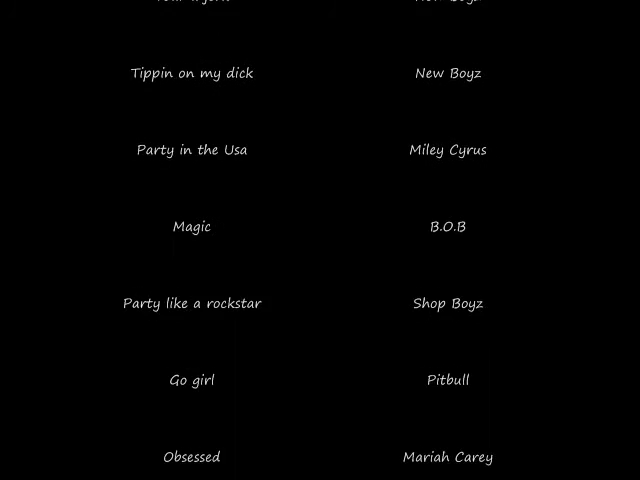 Tippin on my dick New Boyz
Party in the Usa Miley Cyrus
Magic B.O.B
Party like a rockstar Shop Boyz
Go girl Pitbull
Obsessed Mariah Carey